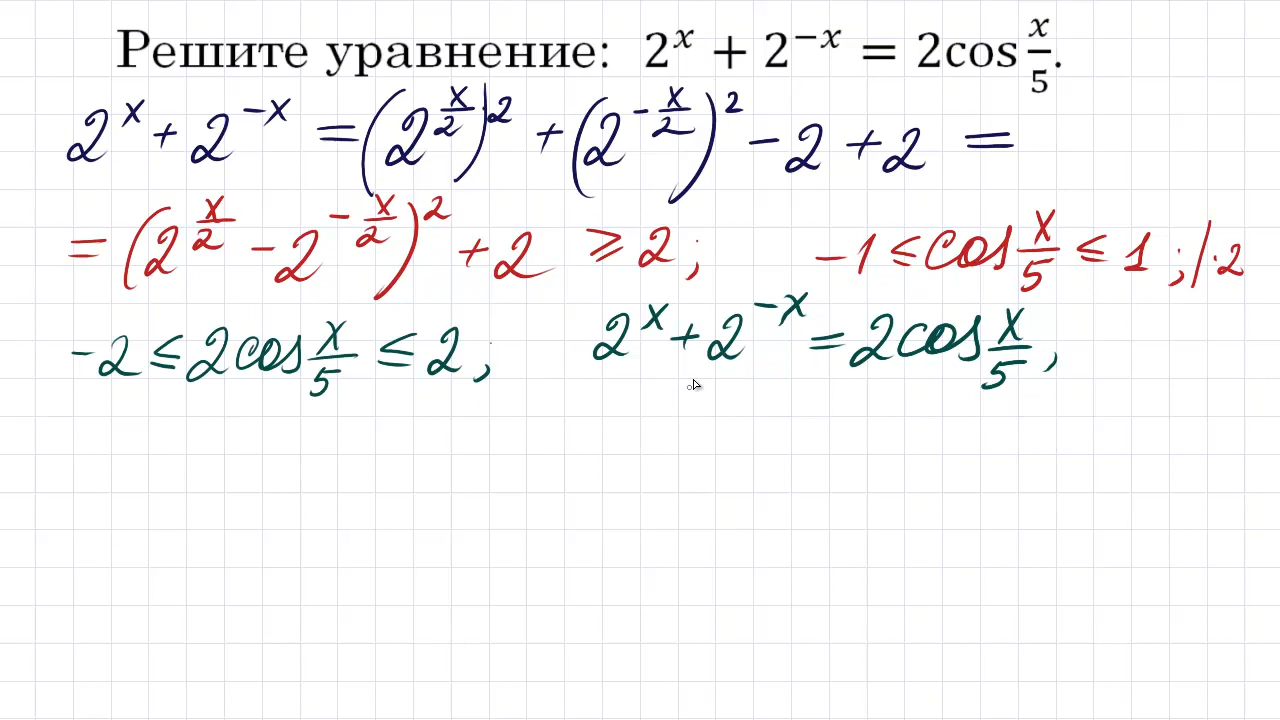 Решите уравнение: 2^x + 2^{-x} = 2cos x/5.
2^x + 2^{-x} = (2^{x/2})^2 + (2^{-x/2})^2 - 2 + 2 =
= (2^{x/2} - 2^{-x/2})^2 + 2 ≥ 2; -1 ≤ cos x/5 ≤ 1; |·2
-2 ≤ 2cos x/5 ≤ 2, 2^x + 2^{-x} = 2cos x/5,